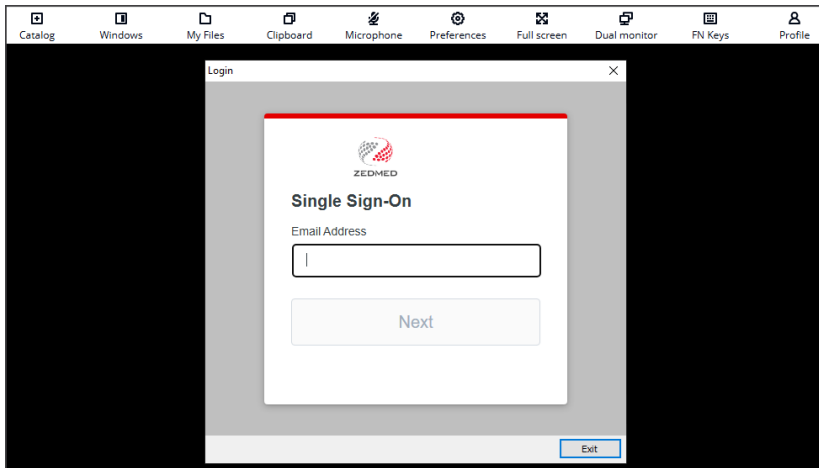 Catalog Windows My Files Clipboard Microphone Preferences Full screen Dual monitor FN Keys Profile
Login
ZEDMED
Single Sign-On
Email Address
Next
Exit